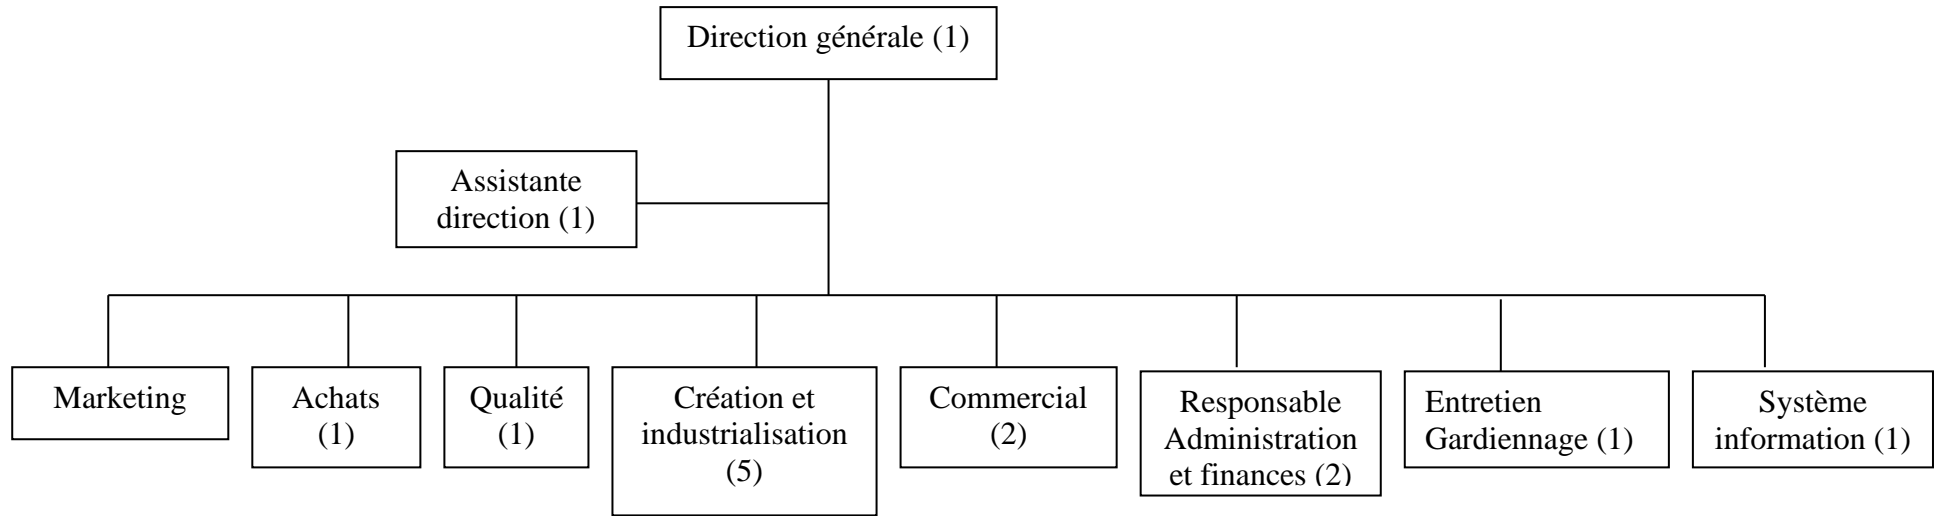 Direction générale (1)
Assistante
direction (1)
Marketing
Achats
(1)
Qualité
(1)
Création et
industrialisation
(5)
Commercial
(2)
Responsable
Administration
et finances (2)
Entretien
Gardiennage (1)
Système
information (1)